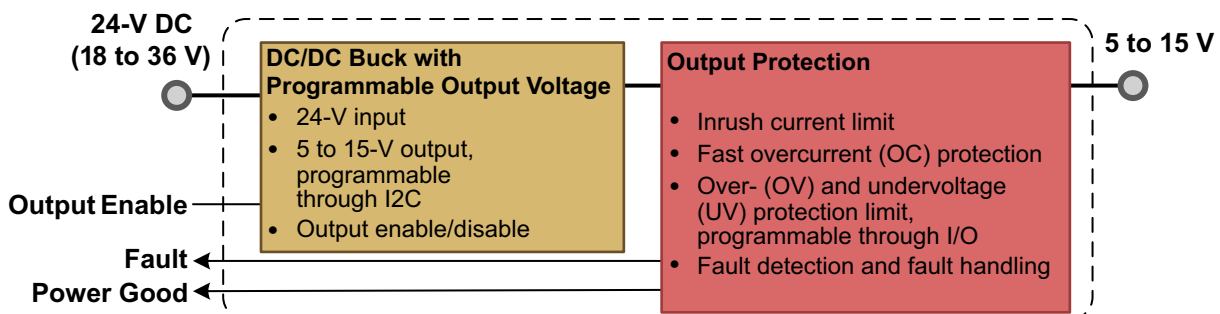 24-V DC
(18 to 36 V)
DC/DC Buck with
Programmable Output Voltage
• 24-V input
• 5 to 15-V output,
programmable
through I2C
• Output enable/disable
Output Protection
• Inrush current limit
• Fast overcurrent (OC) protection
• Over- (OV) and undervoltage
(UV) protection limit,
programmable through I/O
• Fault detection and fault handling
5 to 15 V
Output Enable
Fault
Power Good